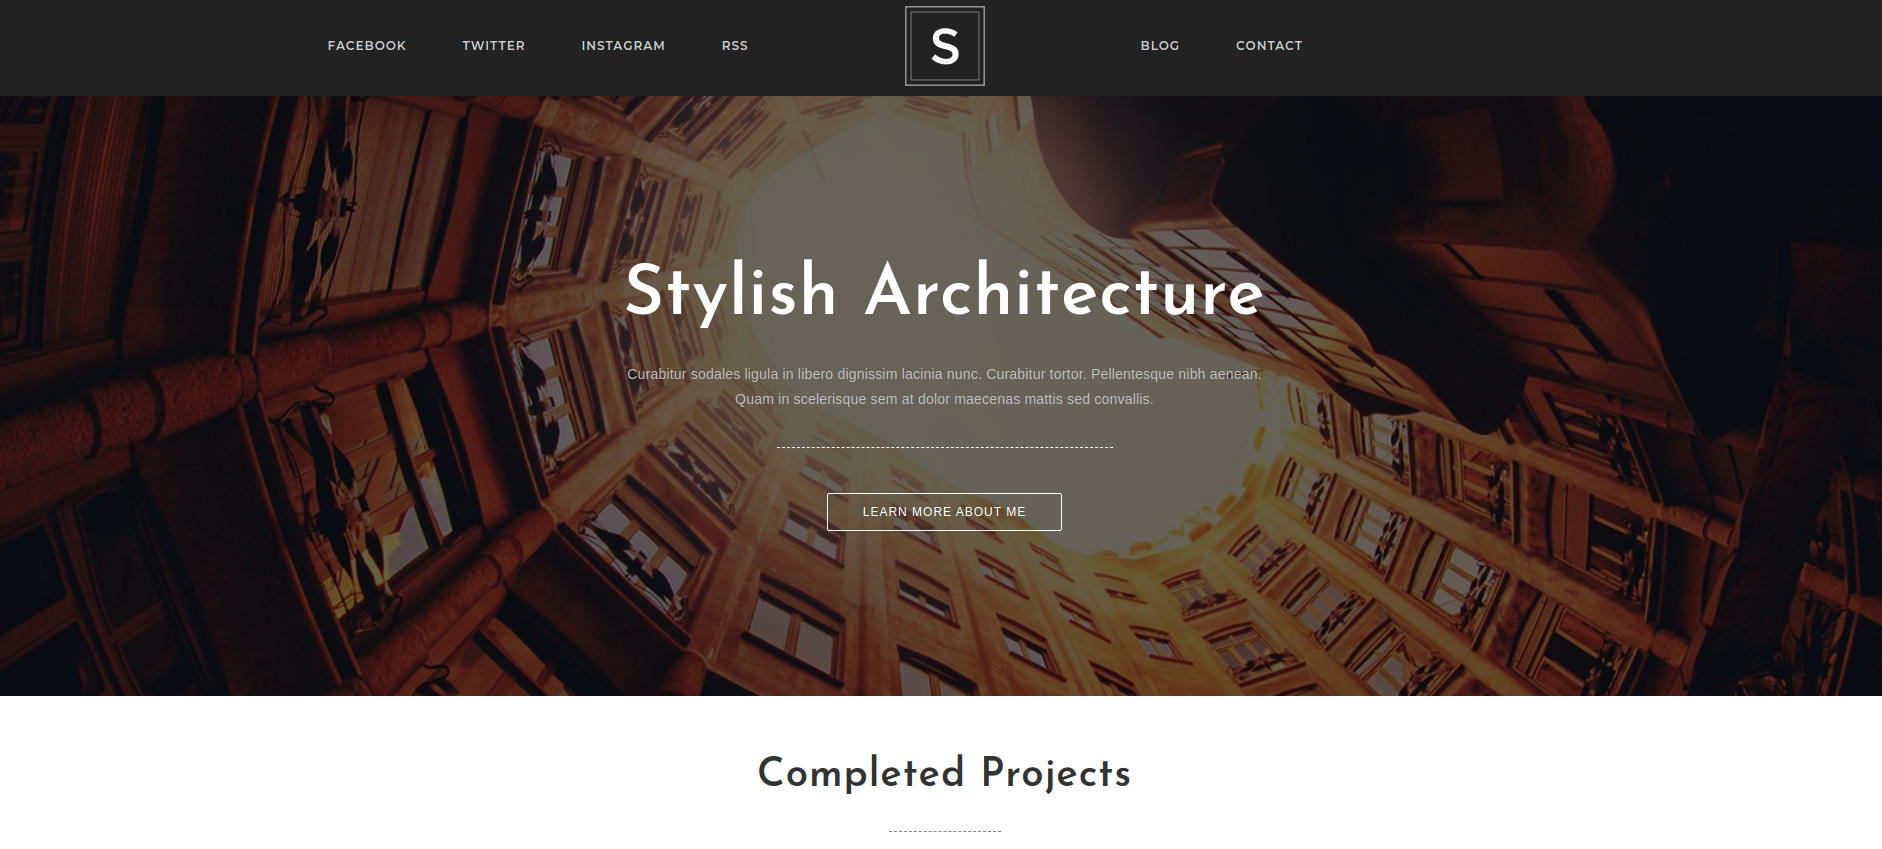 FACEBOOK TWITTER INSTAGRAM RSS S BLOG CONTACT
Stylish Architecture
Curabitur sodales ligula in libero dignissim lacinia nunc. Curabitur tortor. Pellentesque nibh aenean.
Quam in scelerisque sem at dolor maecenas mattis sed convallis.
LEARN MORE ABOUT ME
Completed Projects